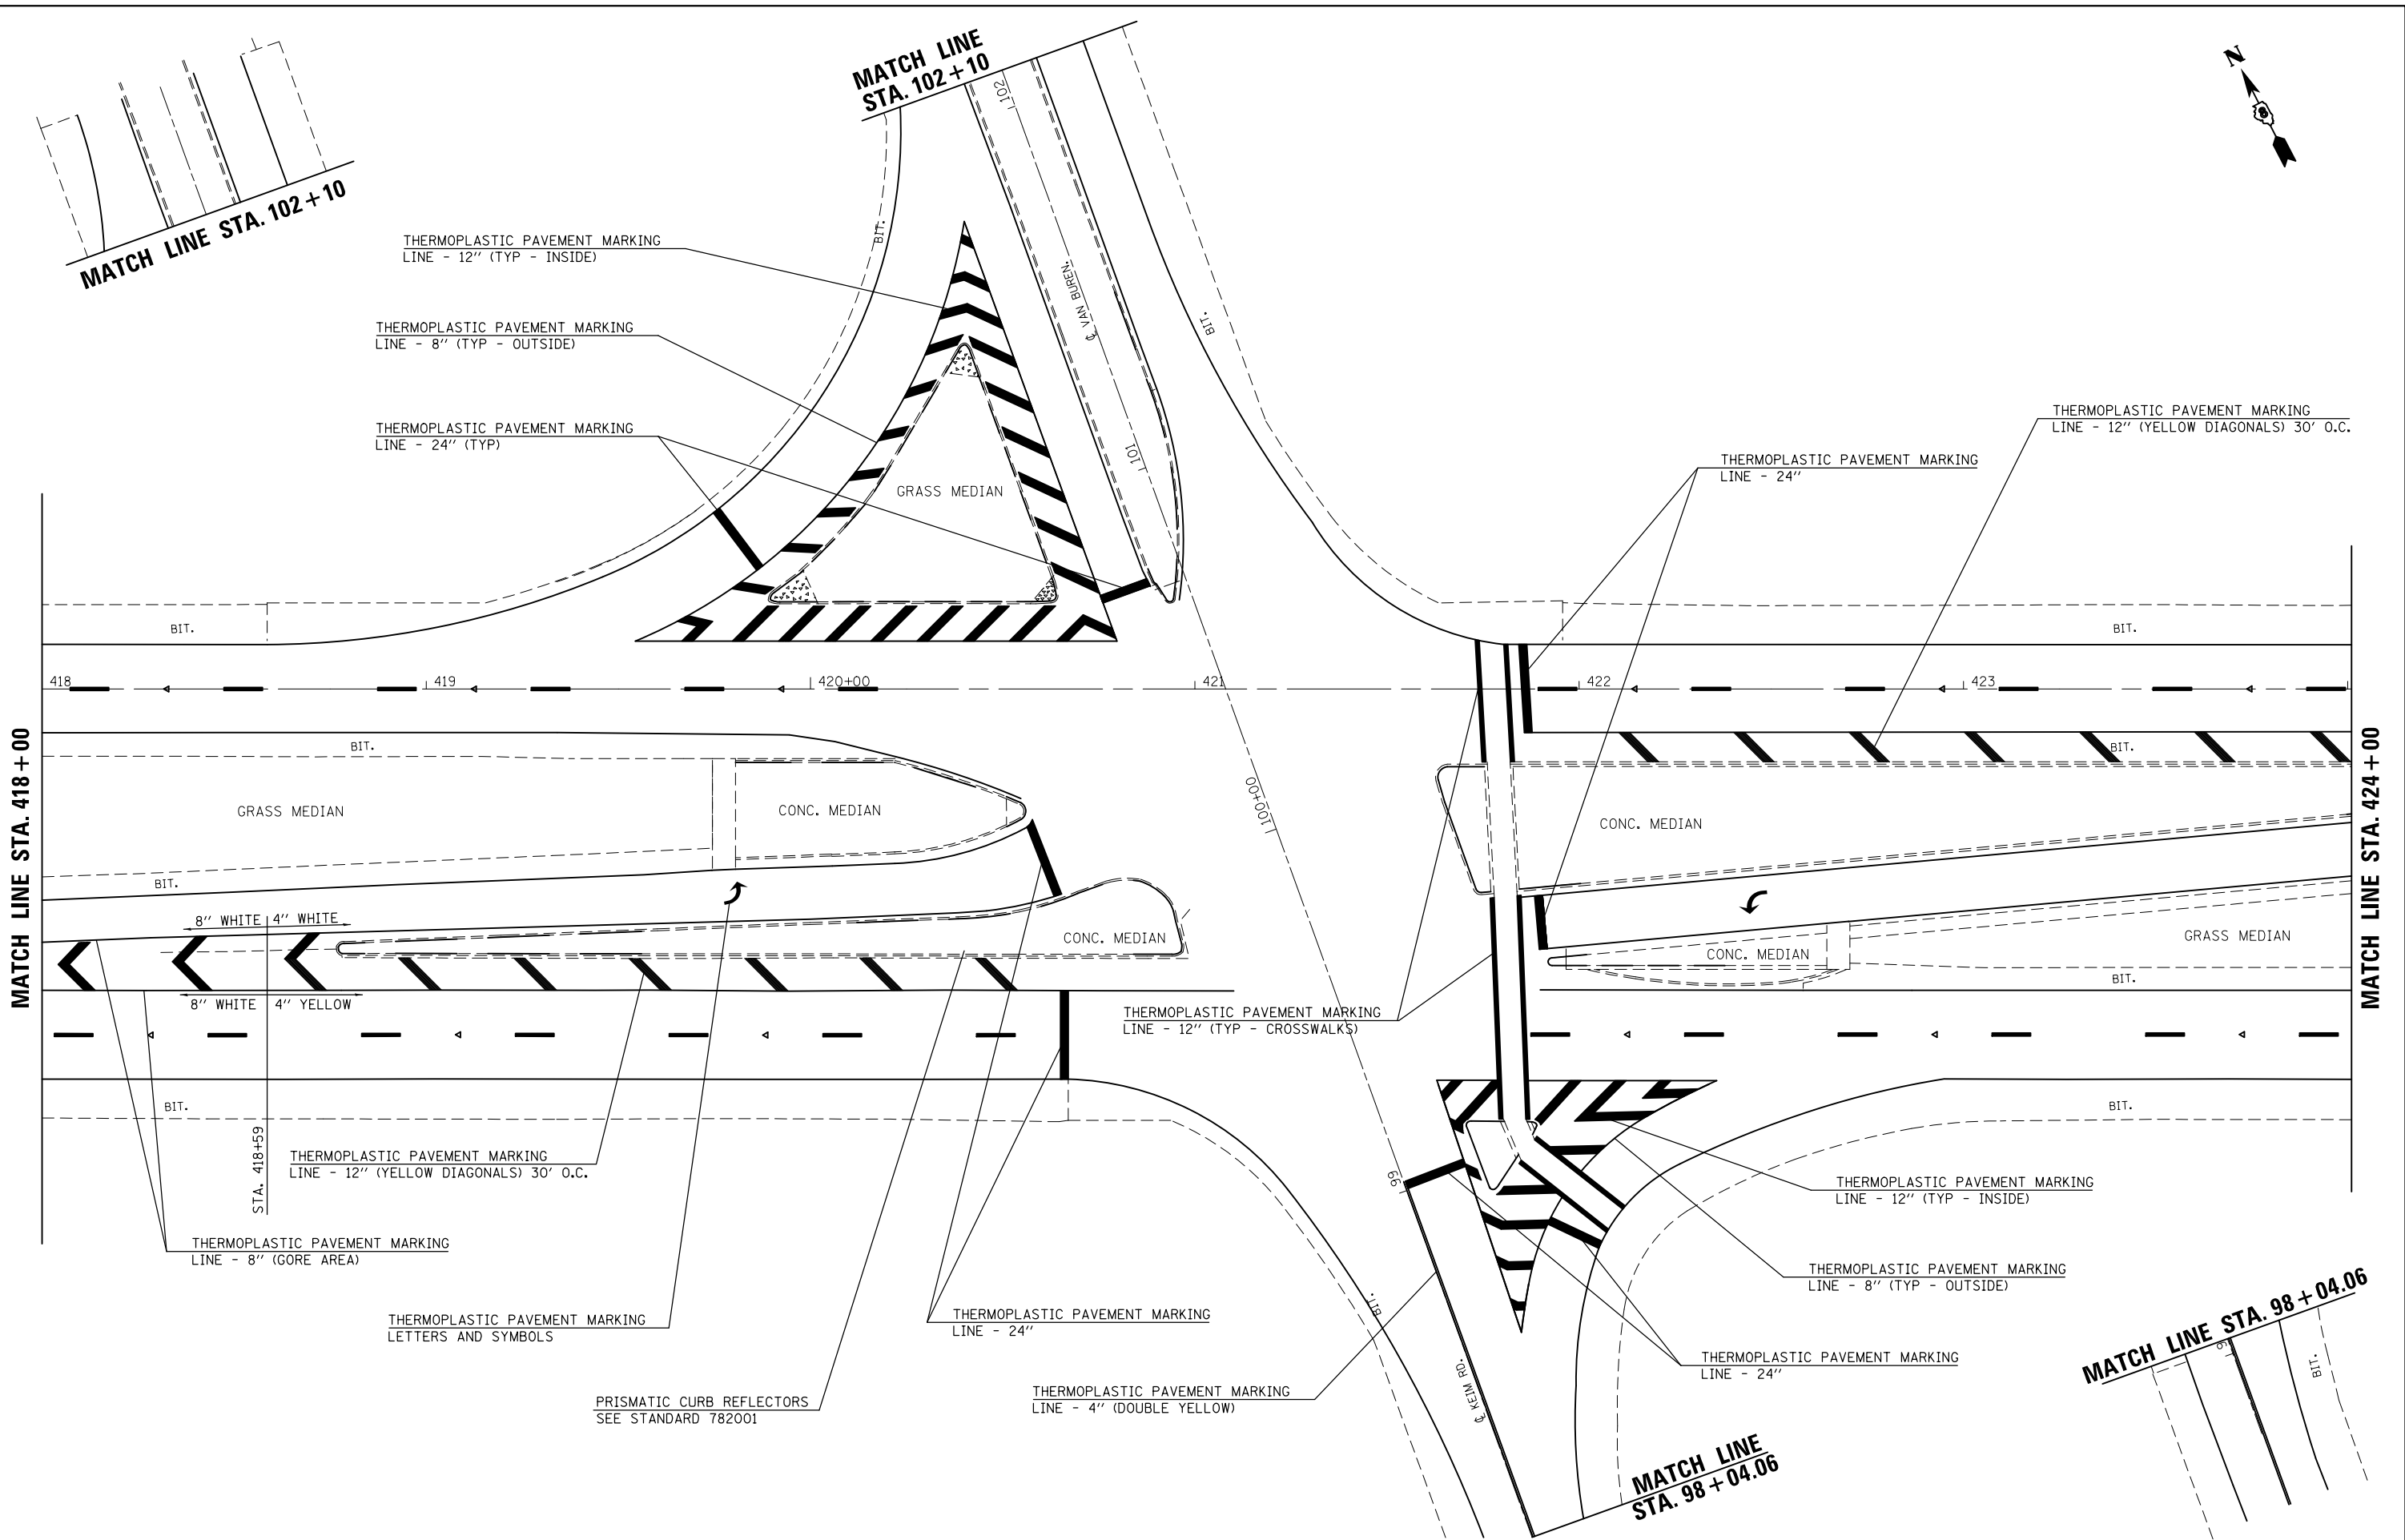 MATCH LINE
STA. 102+10
N
MATCH LINE STA. 102+10
102
BIT.
THERMOPLASTIC PAVEMENT MARKING
LINE - 12" (TYP - INSIDE)
℄ VAN BUREN.
BIT.
THERMOPLASTIC PAVEMENT MARKING
LINE - 8" (TYP - OUTSIDE)
THERMOPLASTIC PAVEMENT MARKING
LINE - 24" (TYP)
THERMOPLASTIC PAVEMENT MARKING
LINE - 12" (YELLOW DIAGONALS) 30' O.C.
101
THERMOPLASTIC PAVEMENT MARKING
LINE - 24"
GRASS MEDIAN
BIT.
BIT.
418
419
420+00
421
422
423
MATCH LINE STA. 418+00
BIT.
BIT.
MATCH LINE STA. 424+00
GRASS MEDIAN
CONC. MEDIAN
100+00
CONC. MEDIAN
BIT.
8" WHITE
4" WHITE
CONC. MEDIAN
CONC. MEDIAN
GRASS MEDIAN
BIT.
8" WHITE
4" YELLOW
THERMOPLASTIC PAVEMENT MARKING
LINE - 12" (TYP - CROSSWALKS)
BIT.
BIT.
STA. 418+59
THERMOPLASTIC PAVEMENT MARKING
LINE - 12" (YELLOW DIAGONALS) 30' O.C.
99
THERMOPLASTIC PAVEMENT MARKING
LINE - 12" (TYP - INSIDE)
THERMOPLASTIC PAVEMENT MARKING
LINE - 8" (GORE AREA)
THERMOPLASTIC PAVEMENT MARKING
LINE - 8" (TYP - OUTSIDE)
THERMOPLASTIC PAVEMENT MARKING
LETTERS AND SYMBOLS
THERMOPLASTIC PAVEMENT MARKING
LINE - 24"
BIT.
THERMOPLASTIC PAVEMENT MARKING
LINE - 24"
PRISMATIC CURB REFLECTORS
SEE STANDARD 782001
THERMOPLASTIC PAVEMENT MARKING
LINE - 4" (DOUBLE YELLOW)
℄ KEIM RD.
MATCH LINE
STA. 98+04.06
MATCH LINE STA. 98+04.06
BIT.